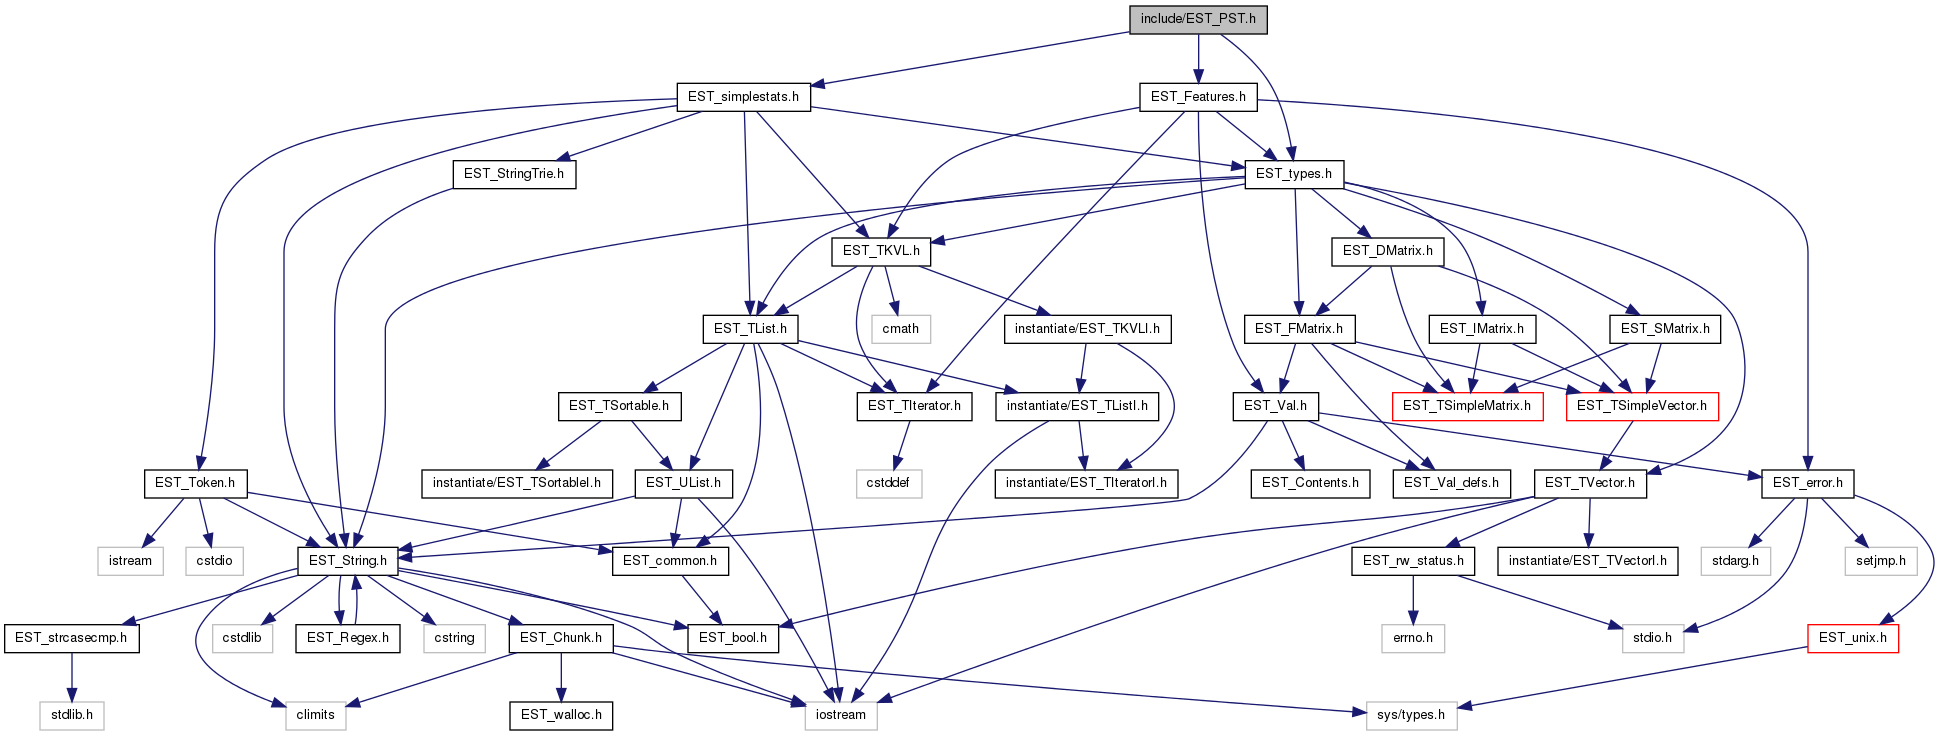 include/EST_PST.h
EST_simplestats.h
EST_Features.h
EST_StringTrie.h
EST_types.h
EST_TKVL.h
EST_DMatrix.h
EST_TList.h
cmath
instantiate/EST_TKVLI.h
EST_FMatrix.h
EST_IMatrix.h
EST_SMatrix.h
EST_TSortable.h
EST_TIterator.h
instantiate/EST_TListI.h
EST_Val.h
EST_TSimpleMatrix.h
EST_TSimpleVector.h
EST_Token.h
instantiate/EST_TSortableI.h
EST_UList.h
cstddef
instantiate/EST_TIteratorI.h
EST_Contents.h
EST_Val_defs.h
EST_TVector.h
EST_error.h
istream
cstdio
EST_String.h
EST_common.h
EST_rw_status.h
instantiate/EST_TVectorI.h
stdarg.h
setjmp.h
EST_strcasecmp.h
cstdlib
EST_Regex.h
cstring
EST_Chunk.h
EST_bool.h
errno.h
stdio.h
EST_unix.h
stdlib.h
climits
EST_walloc.h
iostream
sys/types.h